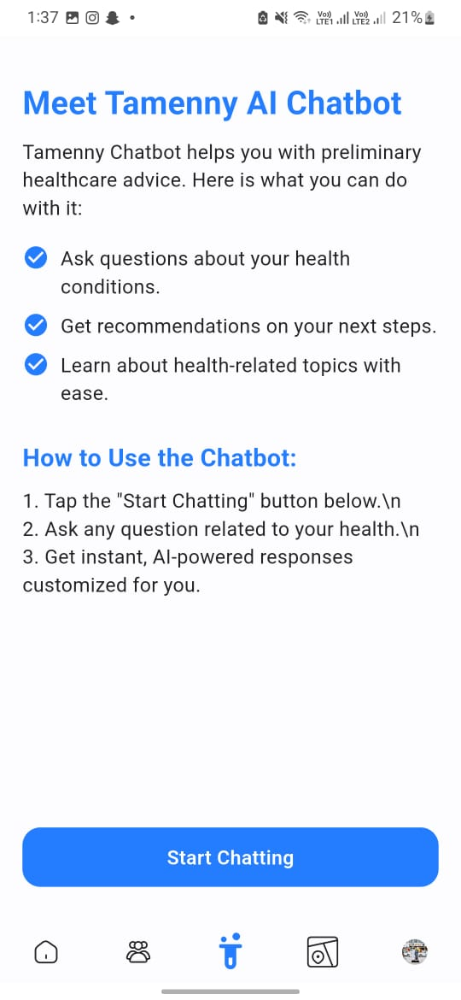 1:37
Vo)) LTE1 Vo)) LTE2 21%
Meet Tamenny AI Chatbot
Tamenny Chatbot helps you with preliminary
healthcare advice. Here is what you can do
with it:
Ask questions about your health
conditions.
Get recommendations on your next steps.
Learn about health-related topics with
ease.
How to Use the Chatbot:
1. Tap the "Start Chatting" button below.\n
2. Ask any question related to your health.\n
3. Get instant, AI-powered responses
customized for you.
Start Chatting